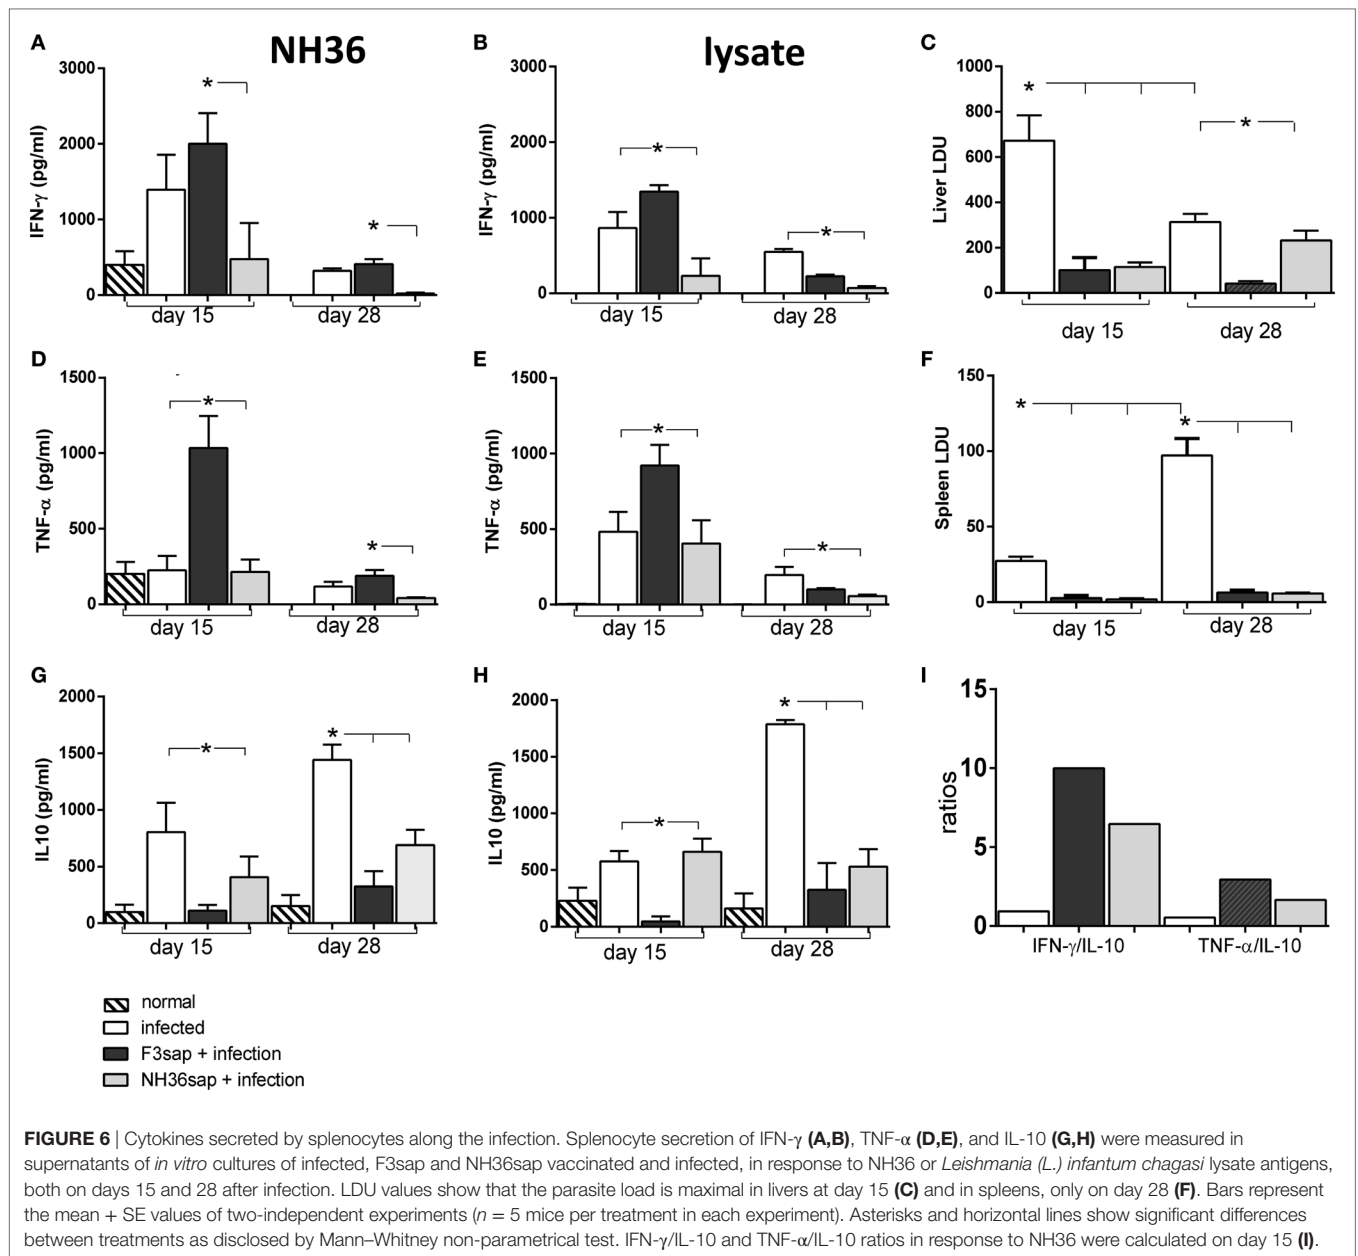 A
NH36
3000
2000
1000
0
IFN-γ (pg/ml)
*
*
day 15
day 28
B
lysate
3000
2000
1000
0
IFN-γ (pg/ml)
*
*
day 15
day 28
C
1000
800
600
400
200
0
Liver LDU
*
*
day 15
day 28
D
1500
1000
500
0
TNF-α (pg/ml)
*
*
day 15
day 28
E
1500
1000
500
0
TNF-α (pg/ml)
*
*
day 15
day 28
F
150
100
50
0
Spleen LDU
*
*
day 15
day 28
G
2000
1500
1000
500
0
IL10 (pg/ml)
*
*
day 15
day 28
H
2000
1500
1000
500
0
IL10 (pg/ml)
*
*
day 15
day 28
I
15
10
5
0
ratios
IFN-γ/IL-10
TNF-α/IL-10
normal
infected
F3sap + infection
NH36sap + infection
FIGURE 6 | Cytokines secreted by splenocytes along the infection. Splenocyte secretion of IFN-γ (A,B), TNF-α (D,E), and IL-10 (G,H) were measured in
supernatants of in vitro cultures of infected, F3sap and NH36sap vaccinated and infected, in response to NH36 or Leishmania (L.) infantum chagasi lysate antigens,
both on days 15 and 28 after infection. LDU values show that the parasite load is maximal in livers at day 15 (C) and in spleens, only on day 28 (F). Bars represent
the mean + SE values of two-independent experiments (n = 5 mice per treatment in each experiment). Asterisks and horizontal lines show significant differences
between treatments as disclosed by Mann–Whitney non-parametrical test. IFN-γ/IL-10 and TNF-α/IL-10 ratios in response to NH36 were calculated on day 15 (I).